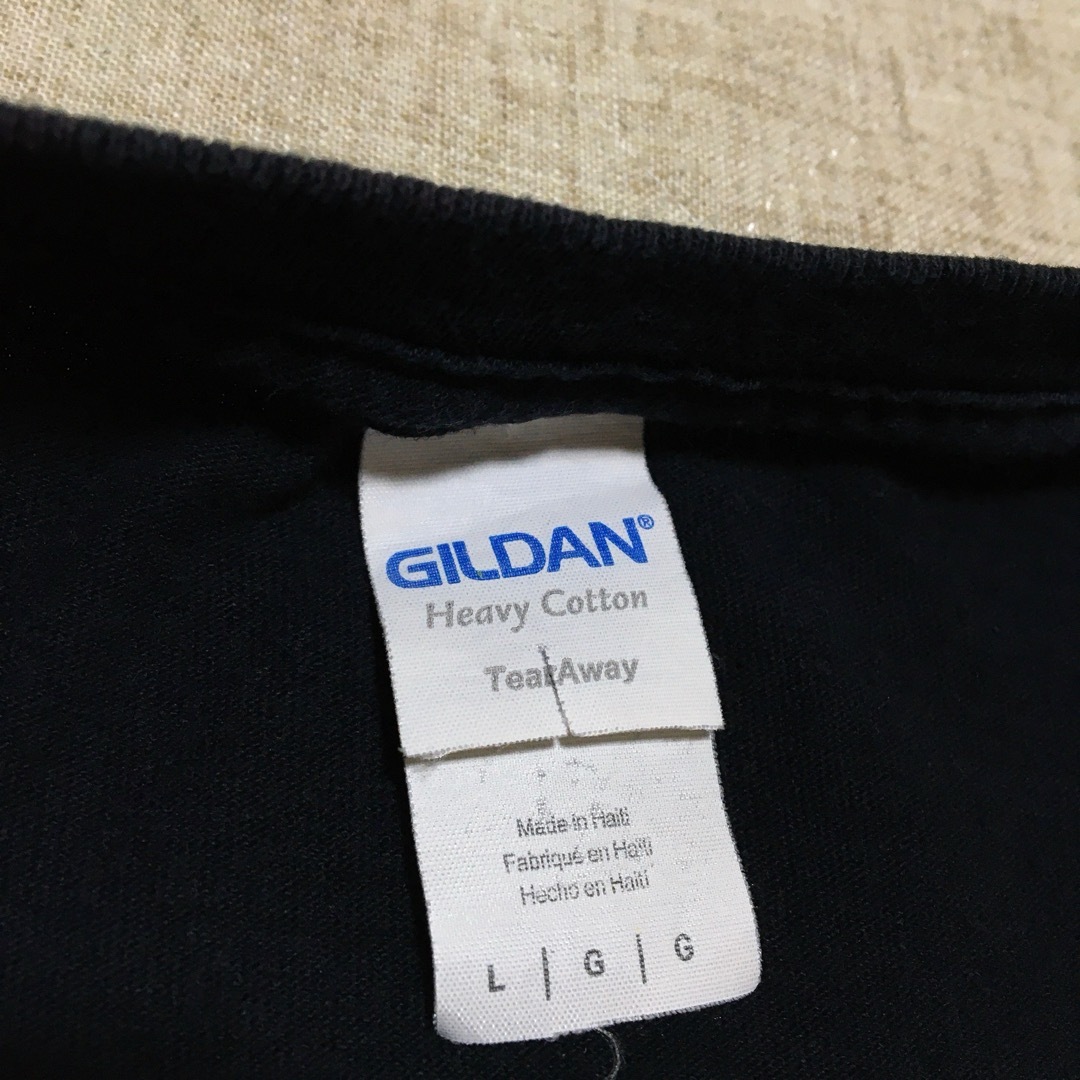 GILDAN®
Heavy Cotton
TearAway
Made in Haiti
Fabriqué en Haïti
Hecho en Haití
L | G | G